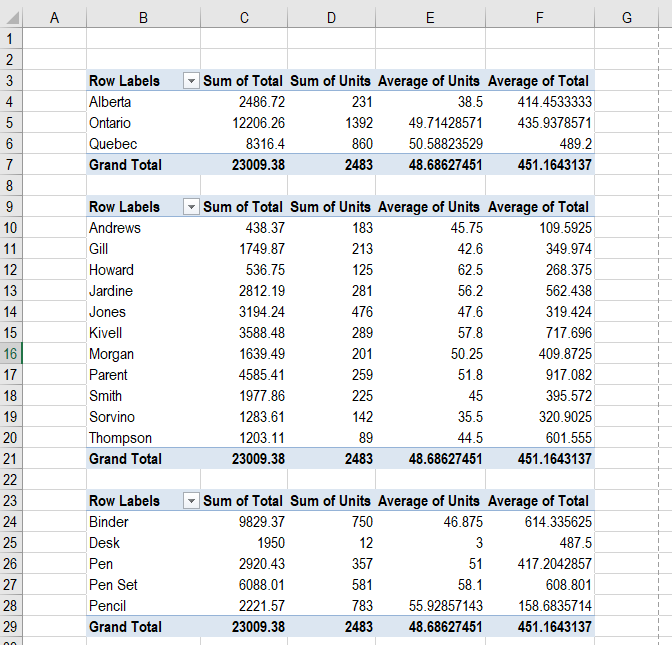 A B C D E F G
1
2
3 Row Labels Sum of Total Sum of Units Average of Units Average of Total
4 Alberta 2486.72 231 38.5 414.4533333
5 Ontario 12206.26 1392 49.71428571 435.9378571
6 Quebec 8316.4 860 50.58823529 489.2
7 Grand Total 23009.38 2483 48.68627451 451.1643137
8
9 Row Labels Sum of Total Sum of Units Average of Units Average of Total
10 Andrews 438.37 183 45.75 109.5925
11 Gill 1749.87 213 42.6 349.974
12 Howard 536.75 125 62.5 268.375
13 Jardine 2812.19 281 56.2 562.438
14 Jones 3194.24 476 47.6 319.424
15 Kivell 3588.48 289 57.8 717.696
16 Morgan 1639.49 201 50.25 409.8725
17 Parent 4585.41 259 51.8 917.082
18 Smith 1977.86 225 45 395.572
19 Sorvino 1283.61 142 35.5 320.9025
20 Thompson 1203.11 89 44.5 601.555
21 Grand Total 23009.38 2483 48.68627451 451.1643137
22
23 Row Labels Sum of Total Sum of Units Average of Units Average of Total
24 Binder 9829.37 750 46.875 614.335625
25 Desk 1950 12 3 487.5
26 Pen 2920.43 357 51 417.2042857
27 Pen Set 6088.01 581 58.1 608.801
28 Pencil 2221.57 783 55.92857143 158.6835714
29 Grand Total 23009.38 2483 48.68627451 451.1643137